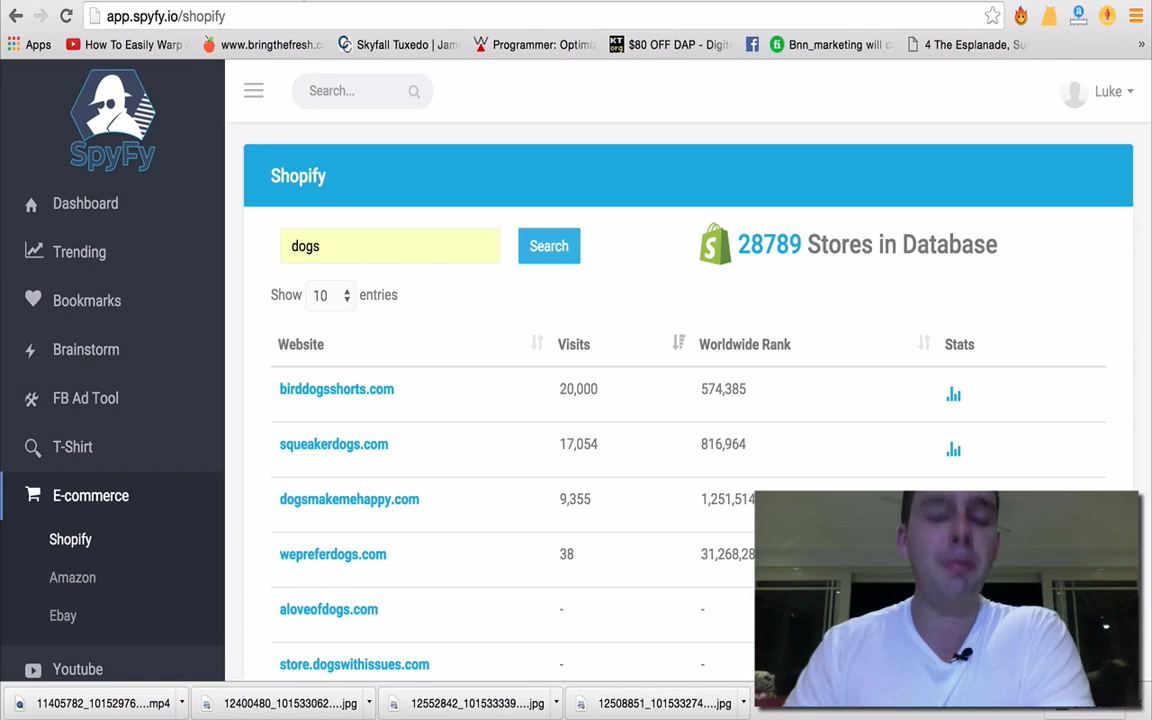 app.spyfy.io/shopify
Apps
How To Easily Warp
www.bringthefresh.c
Skyfall Tuxedo | Jam
Programmer: Optimi
$80 OFF DAP - Digit
Bnn_marketing will c
4 The Esplanade, Su
»
SpyFy
Search...
Luke
Dashboard
Trending
Bookmarks
Brainstorm
FB Ad Tool
T-Shirt
E-commerce
Shopify
Amazon
Ebay
Youtube
Shopify
dogs
Search
28789 Stores in Database
Show 10 entries
Website Visits Worldwide Rank Stats
birddogsshorts.com 20,000 574,385
squeakerdogs.com 17,054 816,964
dogsmakemehappy.com 9,355 1,251,514
wepreferdogs.com 38 31,268,28
aloveofdogs.com - -
store.dogswithissues.com - -
11405782_10152976....mp4
12400480_101533062....jpg
12552842_101533339....jpg
12508851_101533274....jpg